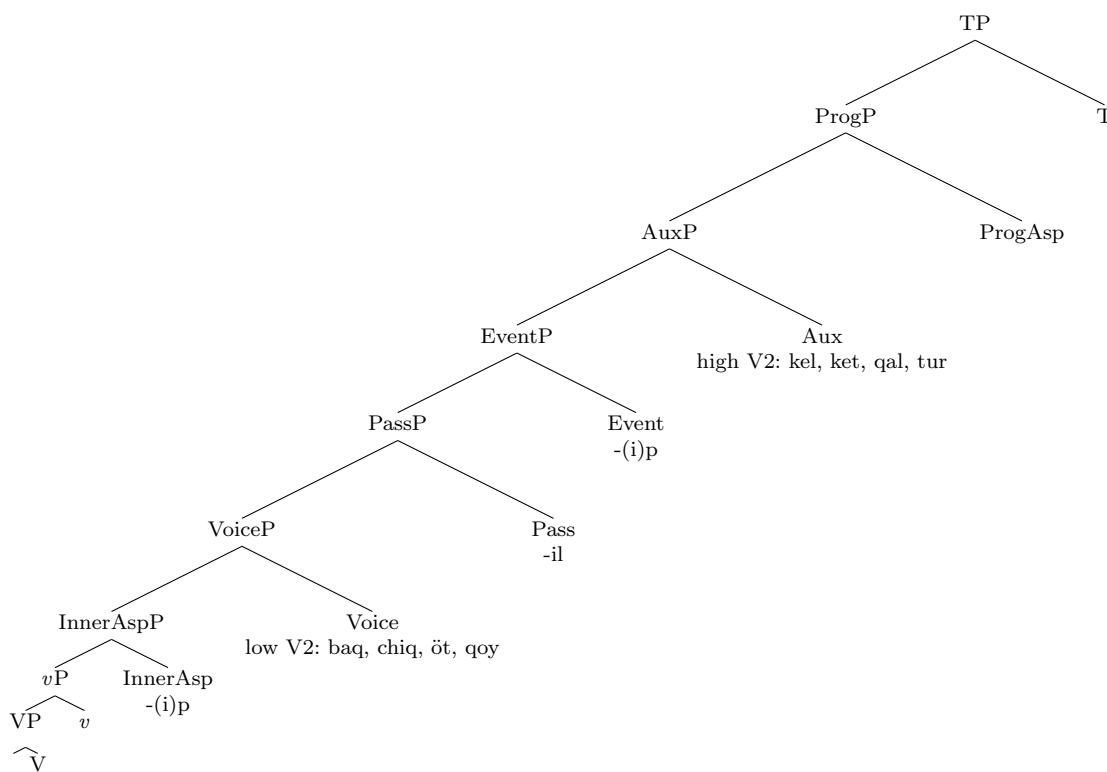 TP
ProgP T
AuxP ProgAsp
EventP Aux
high V2: kel, ket, qal, tur
PassP Event
-(i)p
VoiceP Pass
-il
InnerAspP Voice
low V2: baq, chiq, öt, qoy
vP InnerAsp
-(i)p
VP v
V